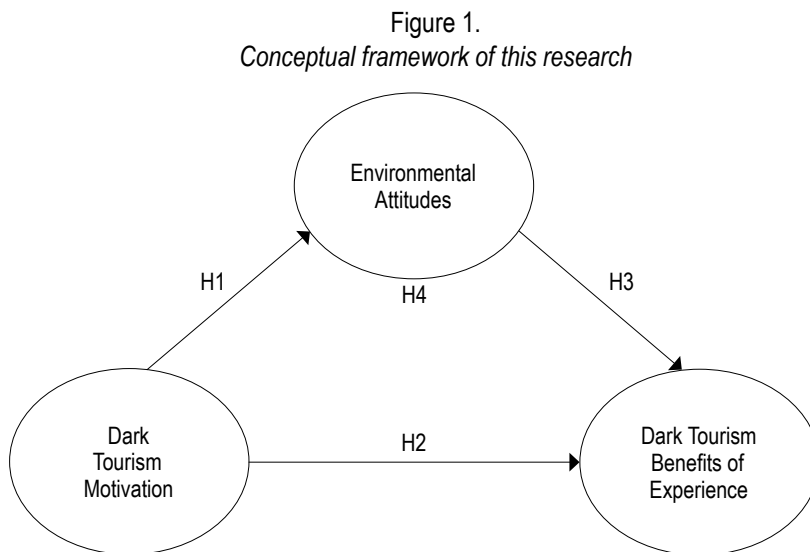 Figure 1.
Conceptual framework of this research
Environmental
Attitudes
H1
H3
H4
Dark
Tourism
Motivation
H2
Dark Tourism
Benefits of
Experience